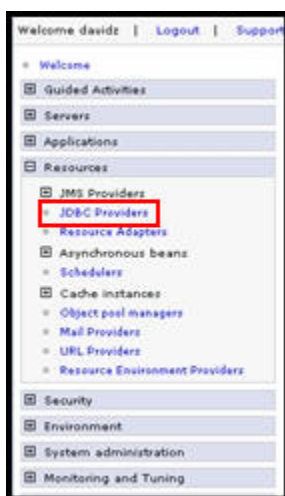 Welcome davidz | Logout | Support
Welcome
Guided Activities
Servers
Applications
Resources
JMS Providers
JDBC Providers
Resource Adapters
Asynchronous beans
Schedulers
Cache instances
Object pool managers
Mail Providers
URL Providers
Resource Environment Providers
Security
Environment
System administration
Monitoring and Tuning